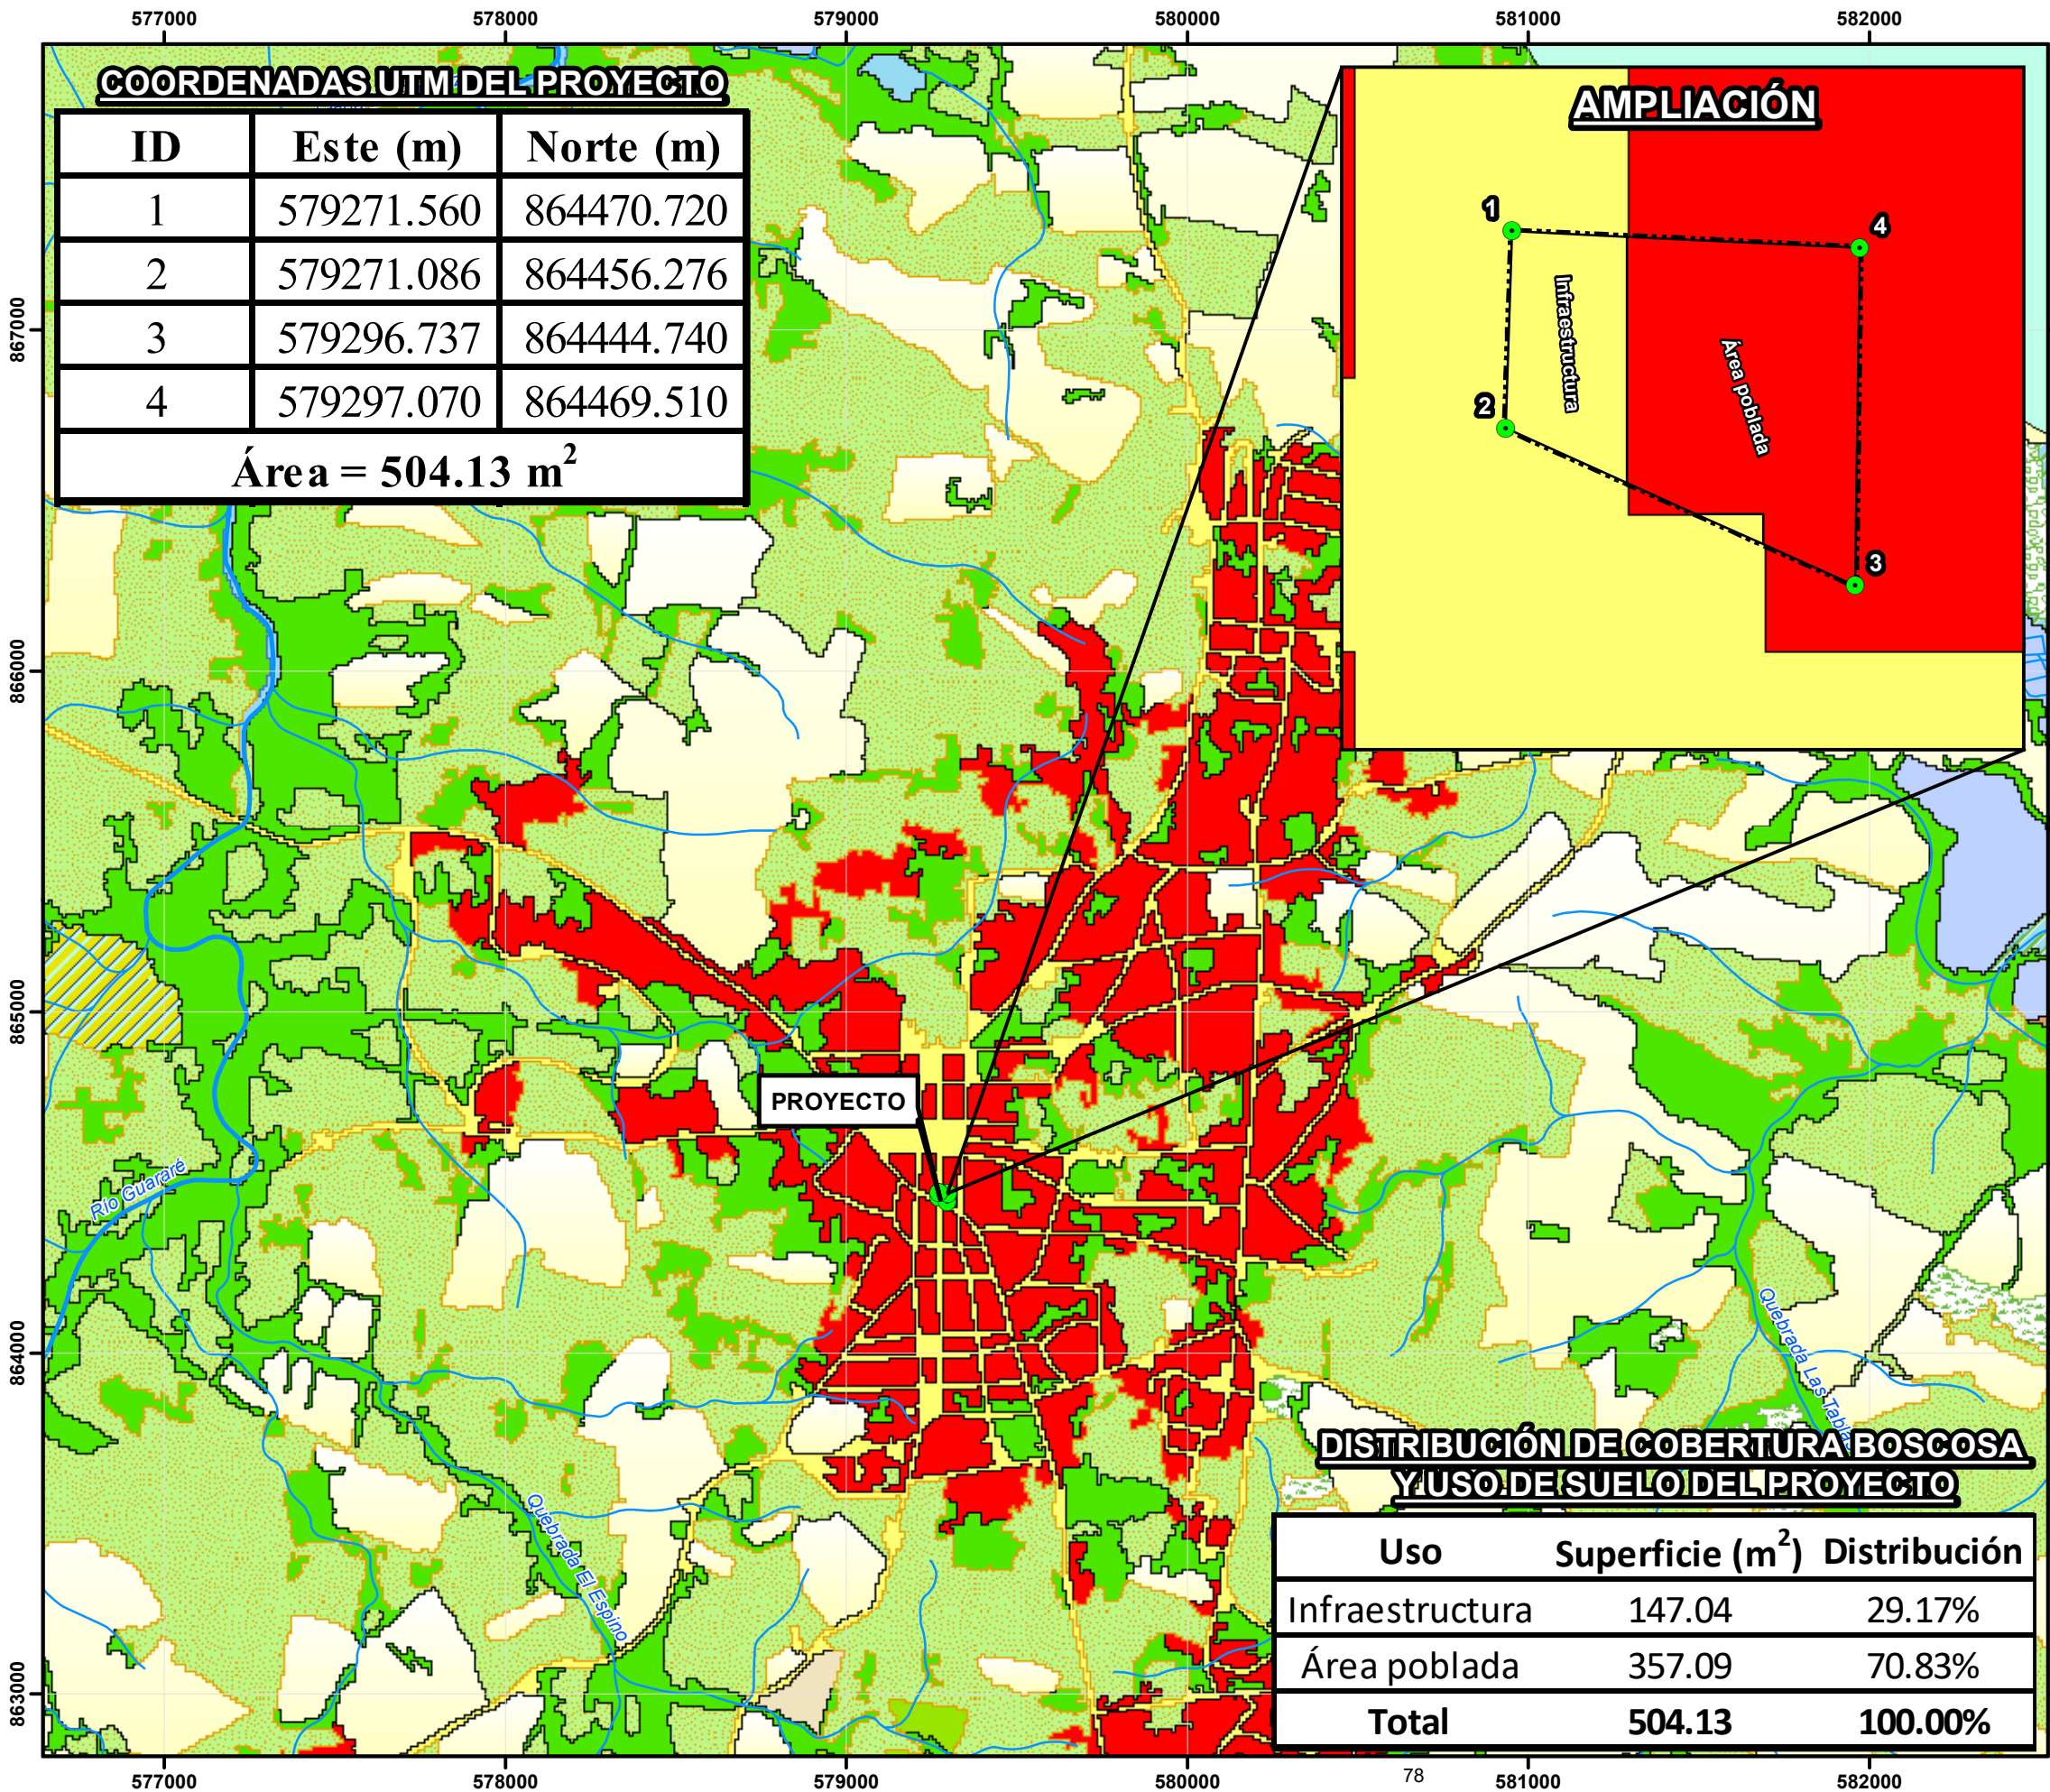 577000 578000 579000 580000 581000 582000
COORDENADAS UTM DEL PROYECTO
ID Este (m) Norte (m)
1 579271.560 864470.720
2 579271.086 864456.276
3 579296.737 864444.740
4 579297.070 864469.510
Área = 504.13 m²
AMPLIACIÓN
1
4
Infraestructura
Área poblada
2
3
867000
866000
865000
864000
863000
PROYECTO
Río Guararé
Quebrada El Espino
Quebrada Las Tablas
DISTRIBUCIÓN DE COBERTURA BOSCOSA
Y USO DE SUELO DEL PROYECTO
Uso Superficie (m²) Distribución
Infraestructura 147.04 29.17%
Área poblada 357.09 70.83%
Total 504.13 100.00%
577000 578000 579000 580000 78 581000 582000